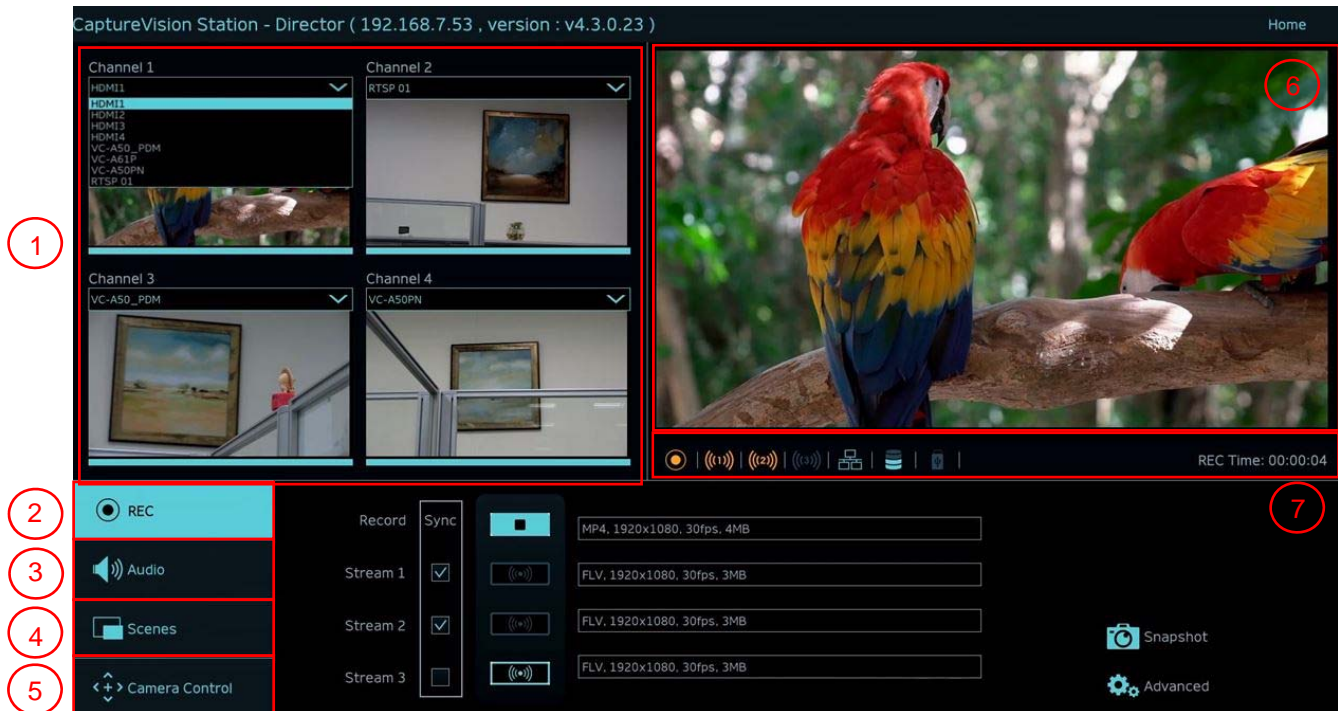 CaptureVision Station - Director ( 192.168.7.53 , version : v4.3.0.23 )
Home
Channel 1
HDMI1
HDMI1
HDMI2
HDMI3
HDMI4
VC-A50_PDM
VC-A61P
VC-A50PN
RTSP 01
Channel 2
RTSP 01
Channel 3
VC-A50_PDM
Channel 4
VC-A50PN
1
6
(1)
(2)
(3)
REC Time: 00:00:04
2
REC
3
Audio
4
Scenes
5
Camera Control
Record
Sync
MP4, 1920x1080, 30fps, 4MB
Stream 1
FLV, 1920x1080, 30fps, 3MB
Stream 2
FLV, 1920x1080, 30fps, 3MB
Stream 3
FLV, 1920x1080, 30fps, 3MB
7
Snapshot
Advanced